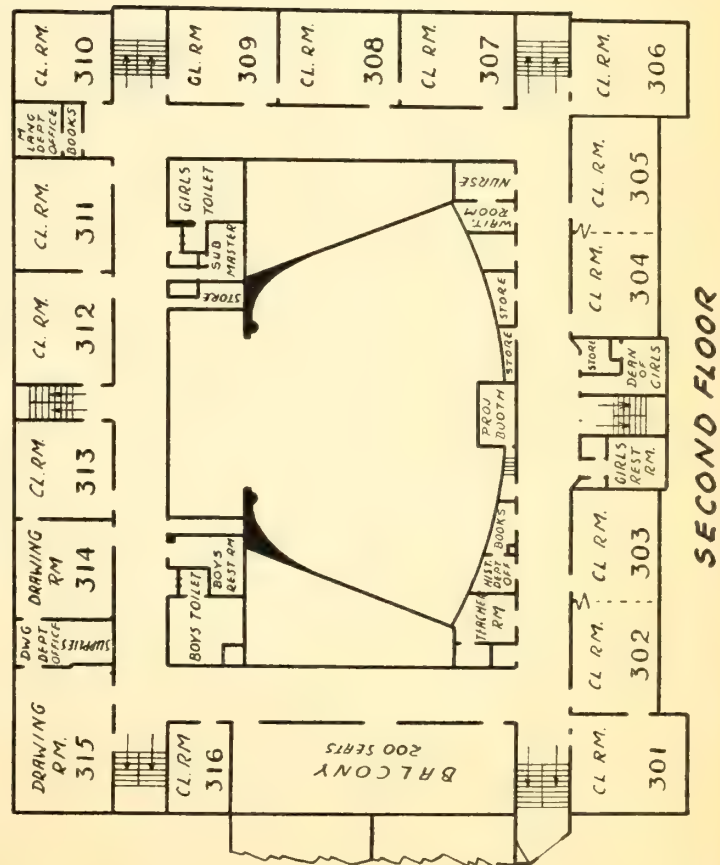 CL. RM.
310
GL. RM
309
CL. RM
308
CL. RM
307
CL. RM.
306
M
LANG
DEPT
OFFICE
BOOKS
CL. RM.
311
GIRLS
TOILET
SUB
MASTER
STORE
NURSE
WAIT.
ROOM
CL. RM.
305
CL. RM.
304
CL. RM.
312
STORE
STORE
PROJ
BOOTH
STORE
DEAN
OF
GIRLS
GIRLS
REST
RM.
CL. RM.
313
DRAWING
RM
314
BOYS
REST RM
BOYS TOILET
BOOKS
HIST.
DEPT
OFF
TEACHER
RM
CL RM.
303
CL RM.
302
DWG
DEPT
OFFICE
SUPPLIES
DRAWING
RM.
315
CL. RM
316
BALCONY
200 SEATS
CL RM.
301
SECOND FLOOR